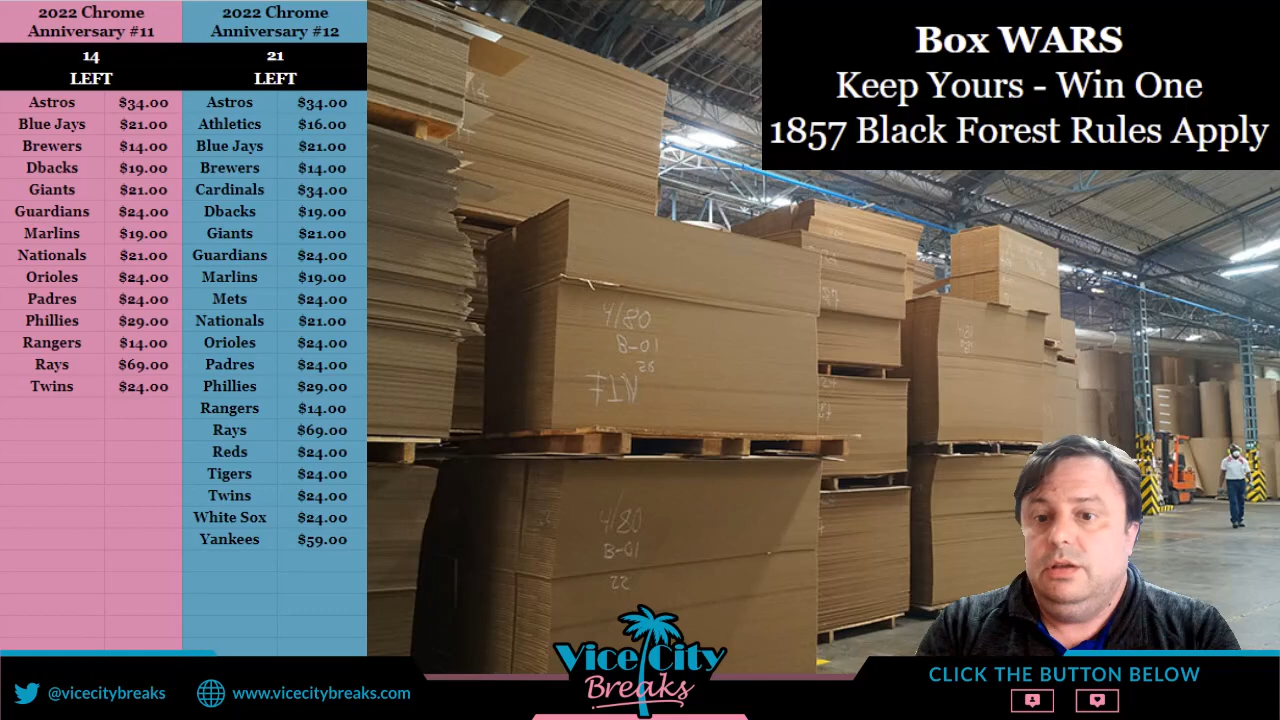 2022 Chrome Anniversary #11
14
LEFT
Astros $34.00
Blue Jays $21.00
Brewers $14.00
Dbacks $19.00
Giants $21.00
Guardians $24.00
Marlins $19.00
Nationals $21.00
Orioles $24.00
Padres $24.00
Phillies $29.00
Rangers $14.00
Rays $69.00
Twins $24.00
2022 Chrome Anniversary #12
21
LEFT
Astros $34.00
Athletics $16.00
Blue Jays $21.00
Brewers $14.00
Cardinals $34.00
Dbacks $19.00
Giants $21.00
Guardians $24.00
Marlins $19.00
Mets $24.00
Nationals $21.00
Orioles $24.00
Padres $24.00
Phillies $29.00
Rangers $14.00
Rays $69.00
Reds $24.00
Tigers $24.00
Twins $24.00
White Sox $24.00
Yankees $59.00
Box WARS
Keep Yours - Win One
1857 Black Forest Rules Apply
4/80
B-01
26
FIN
4/80
B-01
22
Vice City
Breaks
@vicecitybreaks
www.vicecitybreaks.com
CLICK THE BUTTON BELOW